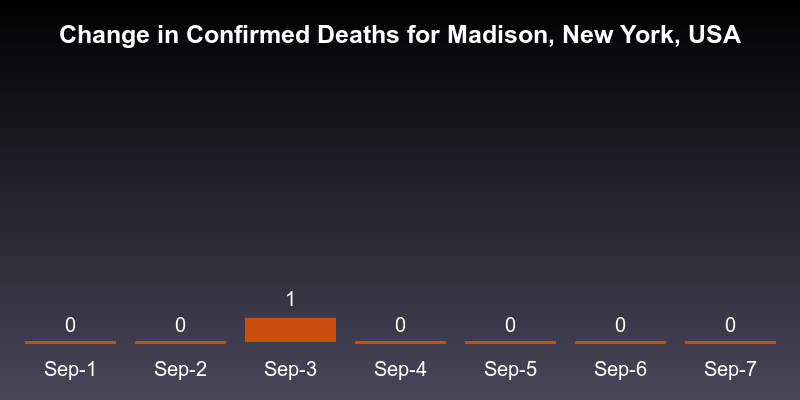 Change in Confirmed Deaths for Madison, New York, USA
0 0 1 0 0 0 0
Sep-1 Sep-2 Sep-3 Sep-4 Sep-5 Sep-6 Sep-7